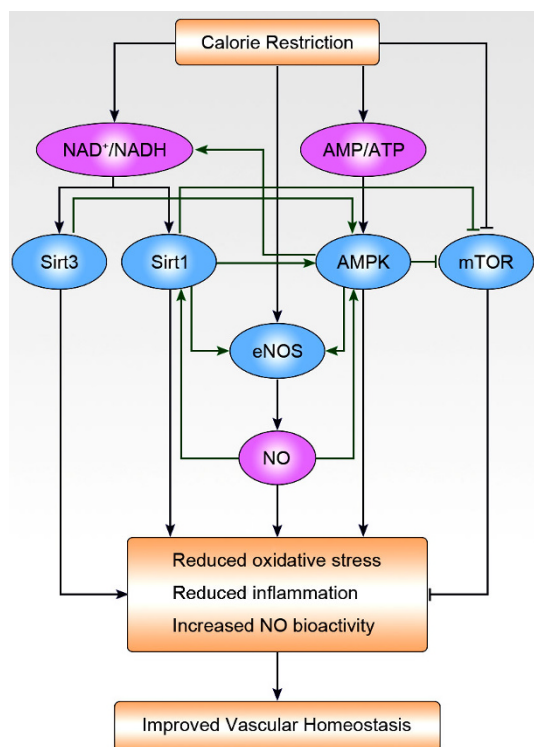 Calorie Restriction
NAD⁺/NADH
AMP/ATP
Sirt3
Sirt1
AMPK
mTOR
eNOS
NO
Reduced oxidative stress
Reduced inflammation
Increased NO bioactivity
Improved Vascular Homeostasis